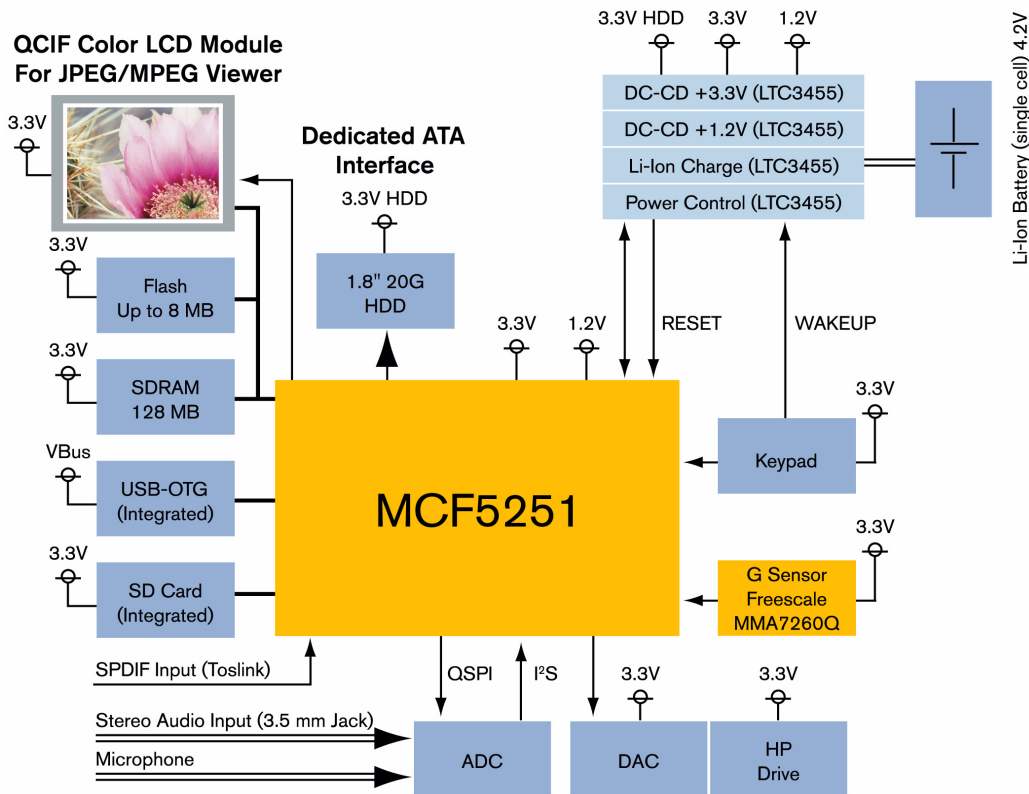 QCIF Color LCD Module
For JPEG/MPEG Viewer
3.3V
Dedicated ATA
Interface
3.3V HDD
1.8" 20G
HDD
3.3V HDD
3.3V
1.2V
DC-CD +3.3V (LTC3455)
DC-CD +1.2V (LTC3455)
Li-Ion Charge (LTC3455)
Power Control (LTC3455)
Li-Ion Battery (single cell) 4.2V
3.3V
Flash
Up to 8 MB
3.3V
SDRAM
128 MB
VBus
USB-OTG
(Integrated)
3.3V
SD Card
(Integrated)
3.3V
1.2V
RESET
WAKEUP
MCF5251
3.3V
Keypad
3.3V
G Sensor
Freescale
MMA7260Q
SPDIF Input (Toslink)
QSPI
I²S
Stereo Audio Input (3.5 mm Jack)
Microphone
ADC
3.3V
DAC
3.3V
HP
Drive